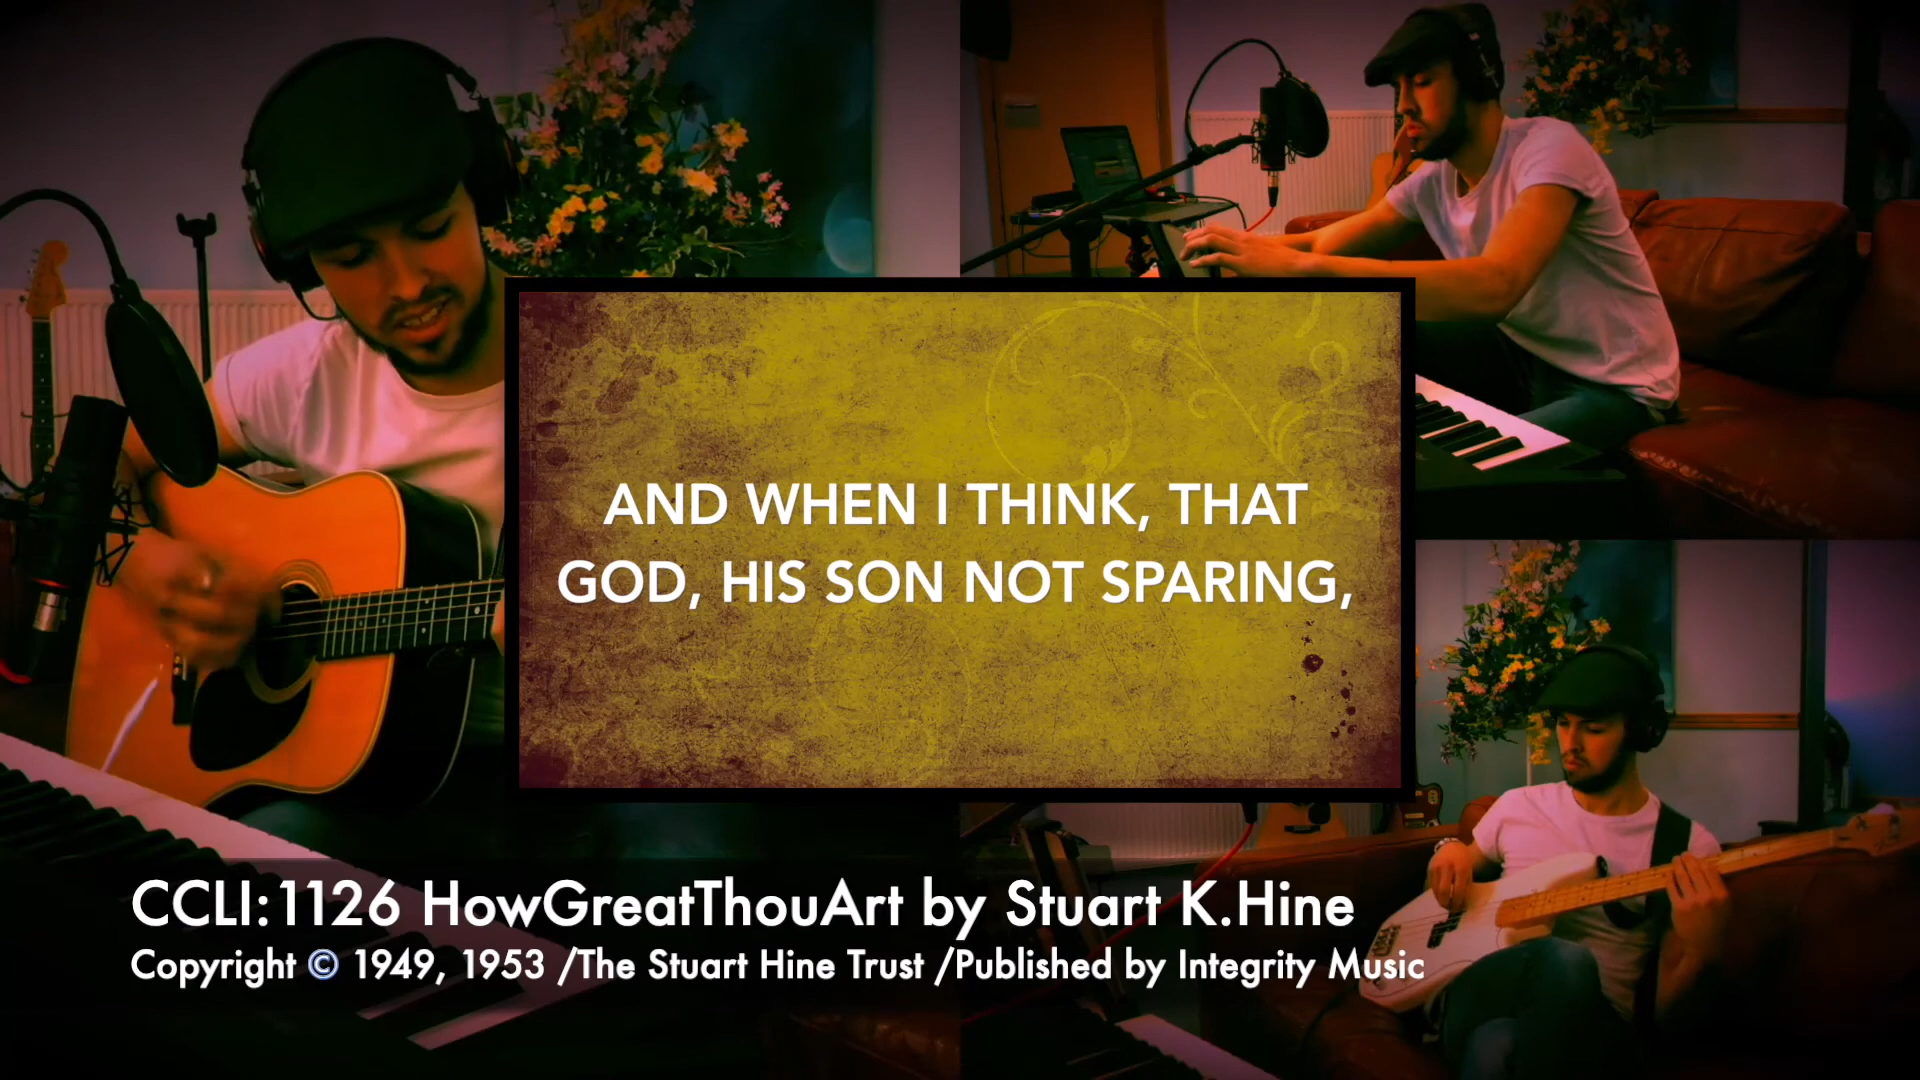 AND WHEN I THINK, THAT
GOD, HIS SON NOT SPARING,
CCLI:1126 HowGreatThouArt by Stuart K.Hine
Copyright © 1949, 1953 /The Stuart Hine Trust /Published by Integrity Music